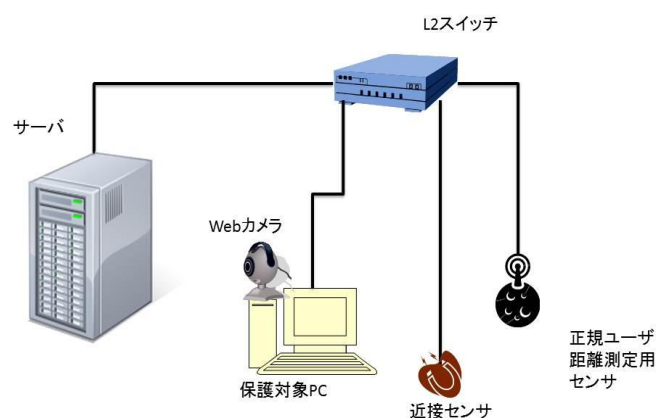 L2スイッチ
サーバ
Webカメラ
保護対象PC
近接センサ
正規ユーザ
距離測定用
センサ